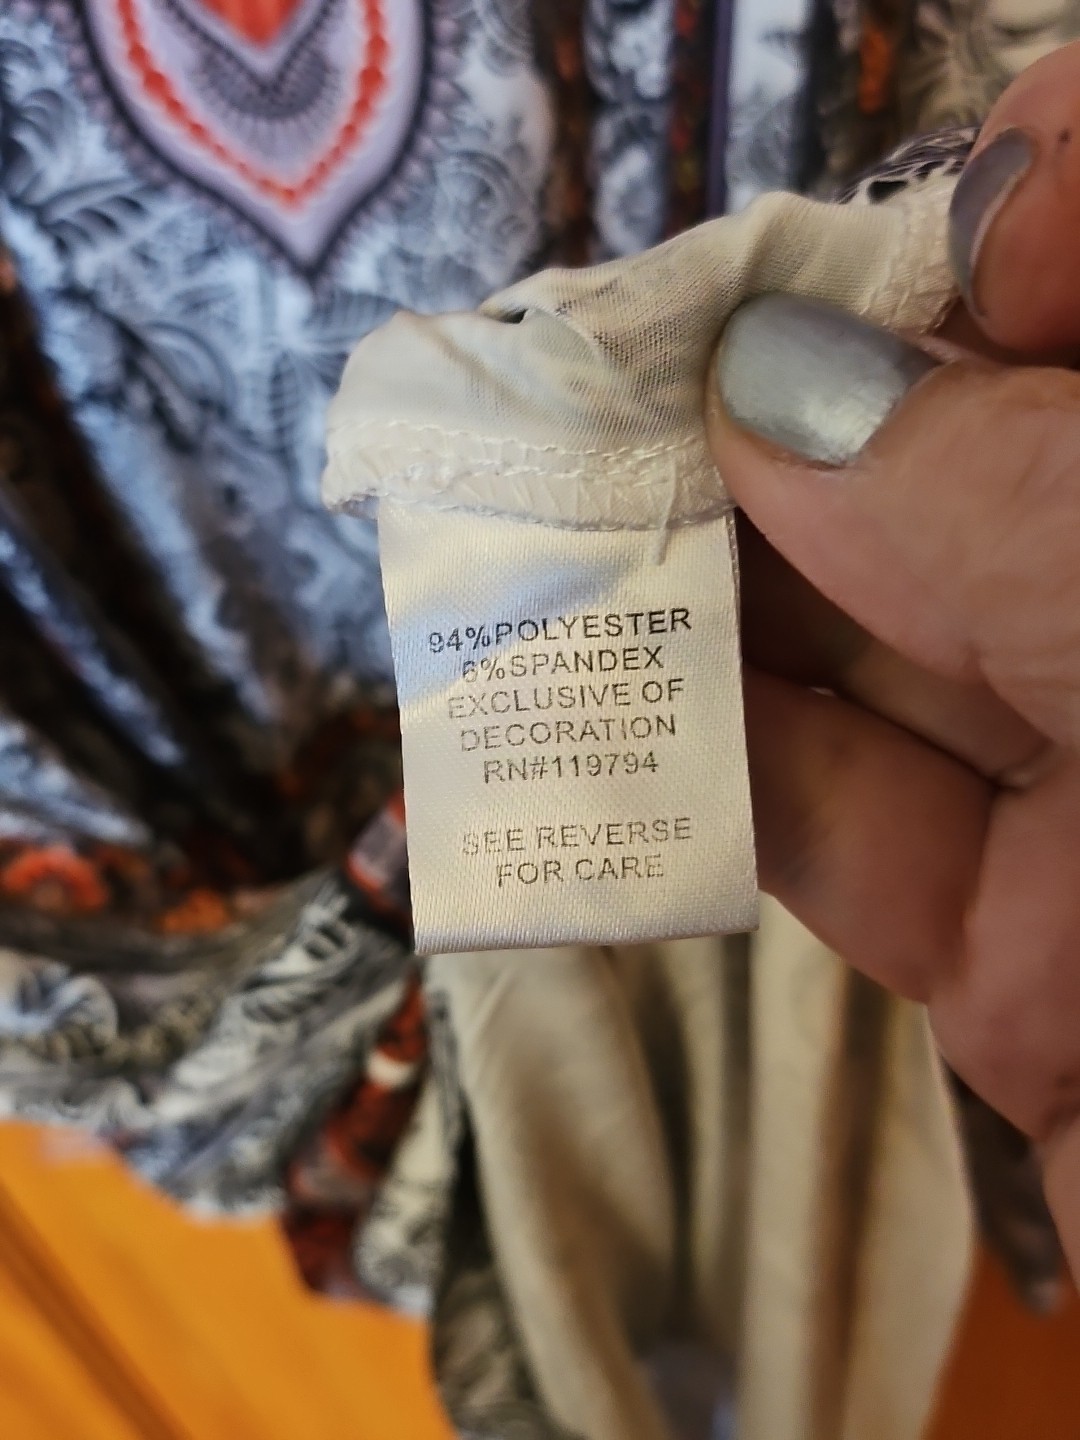 94%POLYESTER
6%SPANDEX
EXCLUSIVE OF
DECORATION
RN#119794
SEE REVERSE
FOR CARE